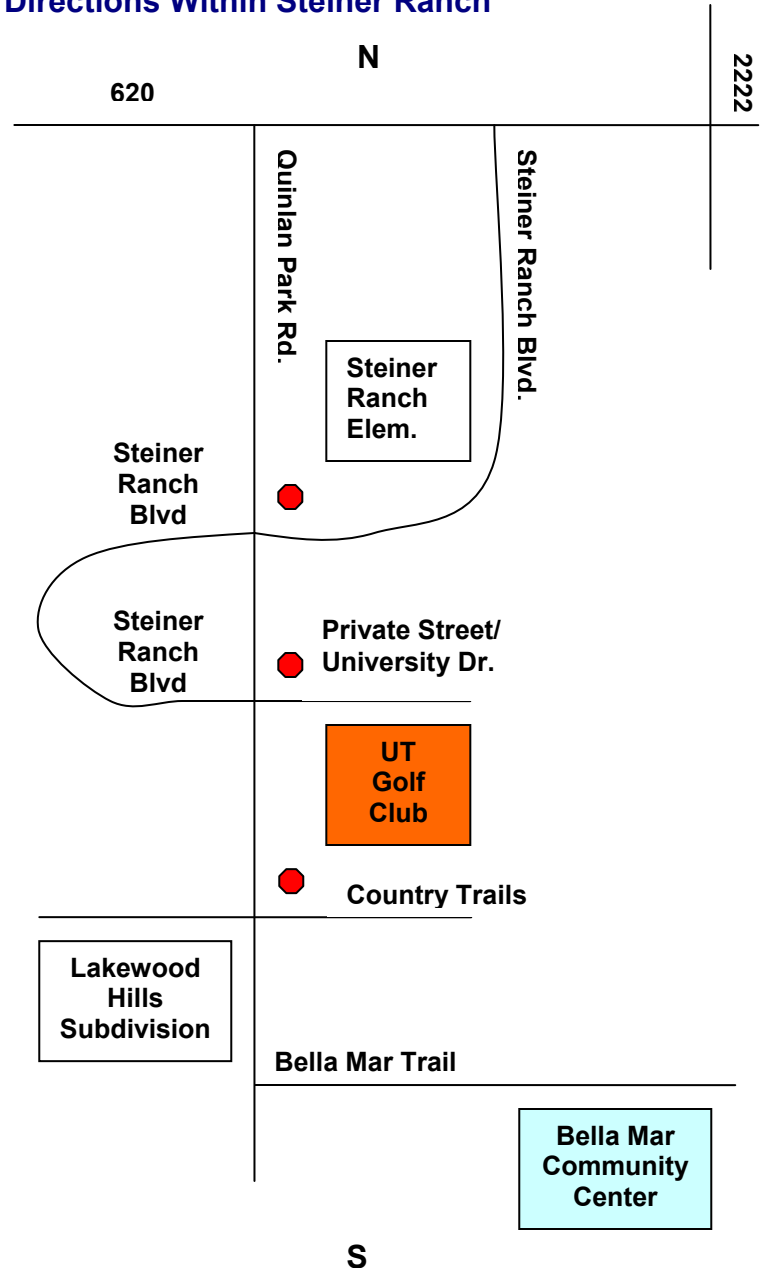 Directions Within Steiner Ranch
N
620
2222
Quinlan Park Rd.
Steiner Ranch Blvd.
Steiner
Ranch
Elem.
Steiner
Ranch
Blvd
Steiner
Ranch
Blvd
Private Street/
University Dr.
UT
Golf
Club
Country Trails
Lakewood
Hills
Subdivision
Bella Mar Trail
Bella Mar
Community
Center
S